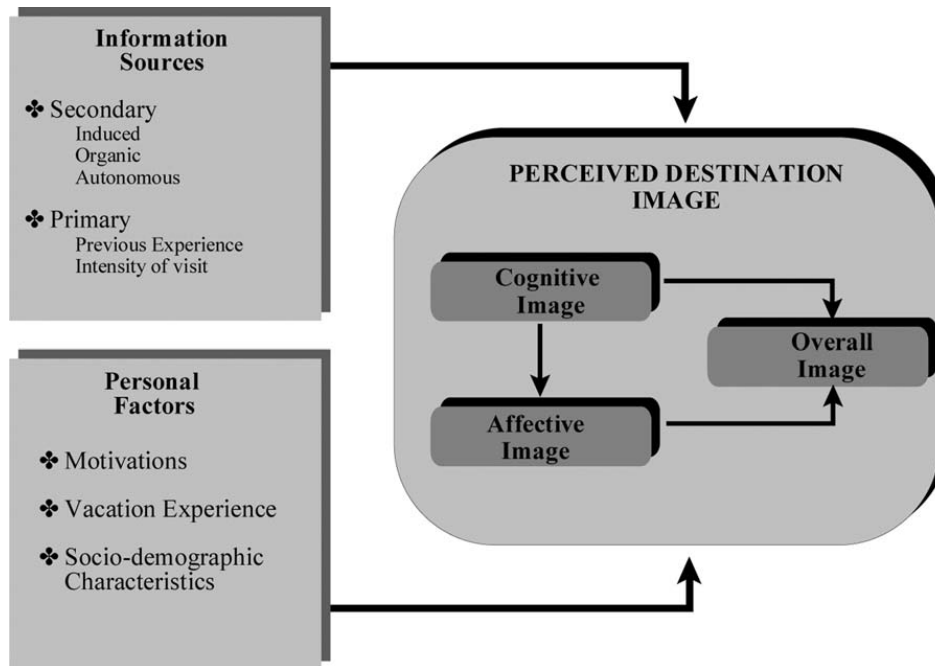 Information
Sources
✤ Secondary
Induced
Organic
Autonomous
✤ Primary
Previous Experience
Intensity of visit
Personal
Factors
✤ Motivations
✤ Vacation Experience
✤ Socio-demographic
Characteristics
PERCEIVED DESTINATION
IMAGE
Cognitive
Image
Affective
Image
Overall
Image